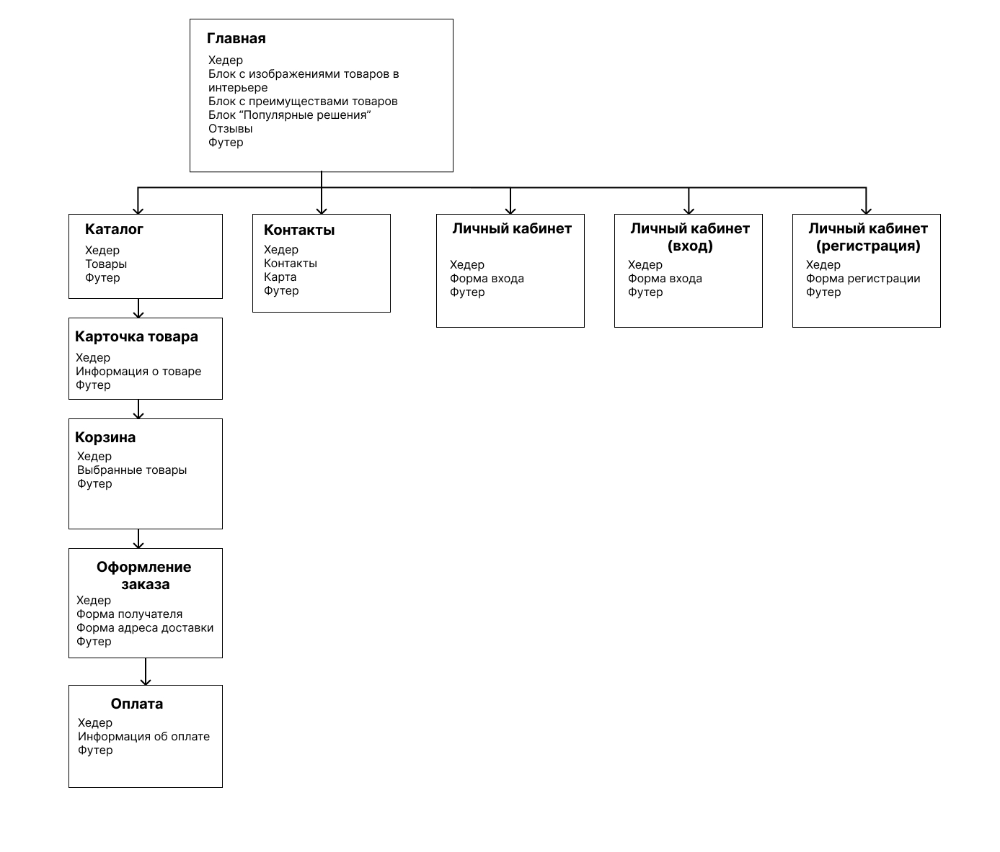 Главная
Хедер
Блок с изображениями товаров в
интерьере
Блок с преимуществами товаров
Блок “Популярные решения”
Отзывы
Футер
Каталог
Хедер
Товары
Футер
Контакты
Хедер
Контакты
Карта
Футер
Личный кабинет
Хедер
Форма входа
Футер
Личный кабинет
(вход)
Хедер
Форма входа
Футер
Личный кабинет
(регистрация)
Хедер
Форма регистрации
Футер
Карточка товара
Хедер
Информация о товаре
Футер
Корзина
Хедер
Выбранные товары
Футер
Оформление
заказа
Хедер
Форма получателя
Форма адреса доставки
Футер
Оплата
Хедер
Информация об оплате
Футер